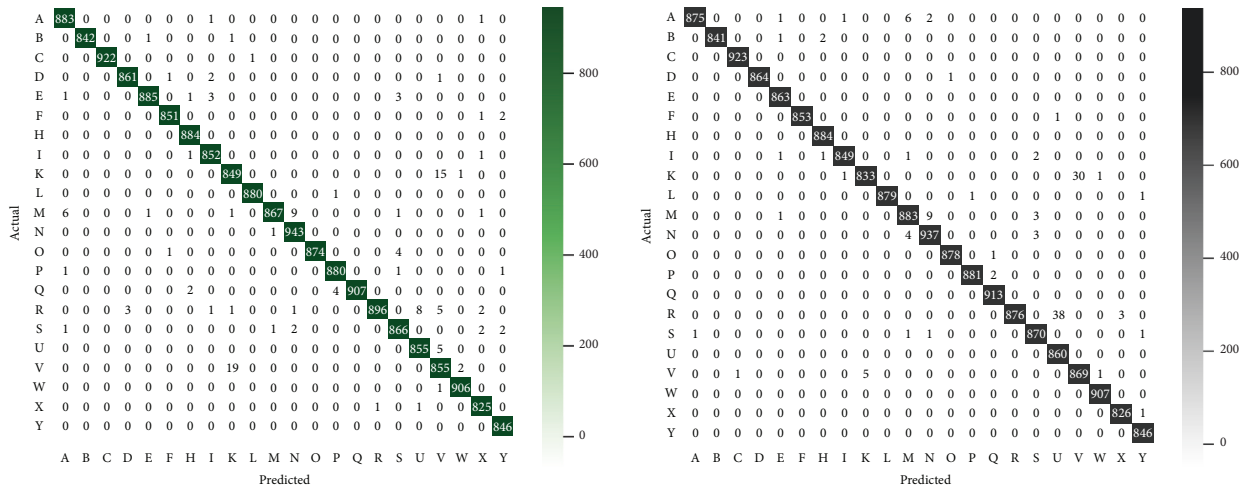 A 883 0 0 0 0 0 0 1 0 0 0 0 0 0 0 0 0 0 0 0 1 0
B 0 842 0 0 1 0 0 0 1 0 0 0 0 0 0 0 0 0 0 0 0 0
C 0 0 922 0 0 0 0 0 0 1 0 0 0 0 0 0 0 0 0 0 0 0
D 0 0 0 861 0 1 0 2 0 0 0 0 0 0 0 0 0 0 1 0 0 0
E 1 0 0 0 885 0 1 3 0 0 0 0 0 0 0 0 3 0 0 0 0 0
F 0 0 0 0 0 851 0 0 0 0 0 0 0 0 0 0 0 0 0 0 1 2
H 0 0 0 0 0 0 884 0 0 0 0 0 0 0 0 0 0 0 0 0 0 0
I 0 0 0 0 0 0 1 852 0 0 0 0 0 0 0 0 0 0 0 0 1 0
K 0 0 0 0 0 0 0 0 849 0 0 0 0 0 0 0 0 0 15 1 0 0
L 0 0 0 0 0 0 0 0 0 880 0 0 0 1 0 0 0 0 0 0 0 0
M 6 0 0 0 1 0 0 0 1 0 867 9 0 0 0 0 1 0 0 0 1 0
N 0 0 0 0 0 0 0 0 0 0 1 943 0 0 0 0 0 0 0 0 0 0
O 0 0 0 0 0 1 0 0 0 0 0 0 874 0 0 0 4 0 0 0 0 0
P 1 0 0 0 0 0 0 0 0 0 0 0 0 880 0 0 1 0 0 0 0 1
Q 0 0 0 0 0 0 2 0 0 0 0 0 0 4 907 0 0 0 0 0 0 0
R 0 0 0 3 0 0 0 1 1 0 0 0 0 0 0 896 0 8 5 0 2 0
S 1 0 0 0 0 0 0 0 0 0 1 2 0 0 0 0 866 0 0 0 2 2
U 0 0 0 0 0 0 0 0 0 0 0 0 0 0 0 0 0 855 5 0 0 0
V 0 0 0 0 0 0 0 0 19 0 0 0 0 0 0 0 0 0 855 2 0 0
W 0 0 0 0 0 0 0 0 0 0 0 0 0 0 0 0 0 0 1 906 0 0
X 0 0 0 0 0 0 0 0 0 0 0 0 0 0 0 1 0 1 0 0 825 0
Y 0 0 0 0 0 0 0 0 0 0 0 0 0 0 0 0 0 0 0 0 0 846
A B C D E F H I K L M N O P Q R S U V W X Y
Predicted
Actual
800
600
400
200
0
A 875 0 0 0 1 0 0 1 0 0 6 2 0 0 0 0 0 0 0 0 0 0
B 0 841 0 0 1 0 2 0 0 0 0 0 0 0 0 0 0 0 0 0 0 0
C 0 0 923 0 0 0 0 0 0 0 0 0 0 0 0 0 0 0 0 0 0 0
D 0 0 0 864 0 0 0 0 0 0 0 0 1 0 0 0 0 0 0 0 0 0
E 0 0 0 0 863 0 0 0 0 0 0 0 0 0 0 0 0 0 0 0 0 0
F 0 0 0 0 0 853 0 0 0 0 0 0 0 0 0 0 0 1 0 0 0 0
H 0 0 0 0 0 0 884 0 0 0 0 0 0 0 0 0 0 0 0 0 0 0
I 0 0 0 0 1 0 1 849 0 0 1 0 0 0 0 0 2 0 0 0 0 0
K 0 0 0 0 0 0 0 1 833 0 0 0 0 0 0 0 0 0 30 1 0 0
L 0 0 0 0 0 0 0 0 0 879 0 0 0 1 0 0 0 0 0 0 0 1
M 0 0 0 0 1 0 0 0 0 0 883 9 0 0 0 0 3 0 0 0 0 0
N 0 0 0 0 0 0 0 0 0 0 4 937 0 0 0 0 3 0 0 0 0 0
O 0 0 0 0 0 0 0 0 0 0 0 0 878 0 1 0 0 0 0 0 0 0
P 0 0 0 0 0 0 0 0 0 0 0 0 0 881 2 0 0 0 0 0 0 0
Q 0 0 0 0 0 0 0 0 0 0 0 0 0 0 913 0 0 0 0 0 0 0
R 0 0 0 0 0 0 0 0 0 0 0 0 0 0 0 876 0 38 0 0 3 0
S 1 0 0 0 0 0 0 0 0 0 1 1 0 0 0 0 870 0 0 0 0 1
U 0 0 0 0 0 0 0 0 0 0 0 0 0 0 0 0 0 860 0 0 0 0
V 0 0 1 0 0 0 0 0 5 0 0 0 0 0 0 0 0 0 869 1 0 0
W 0 0 0 0 0 0 0 0 0 0 0 0 0 0 0 0 0 0 0 907 0 0
X 0 0 0 0 0 0 0 0 0 0 0 0 0 0 0 0 0 0 0 0 826 1
Y 0 0 0 0 0 0 0 0 0 0 0 0 0 0 0 0 0 0 0 0 0 846
A B C D E F H I K L M N O P Q R S U V W X Y
Predicted
Actual
800
600
400
200
0